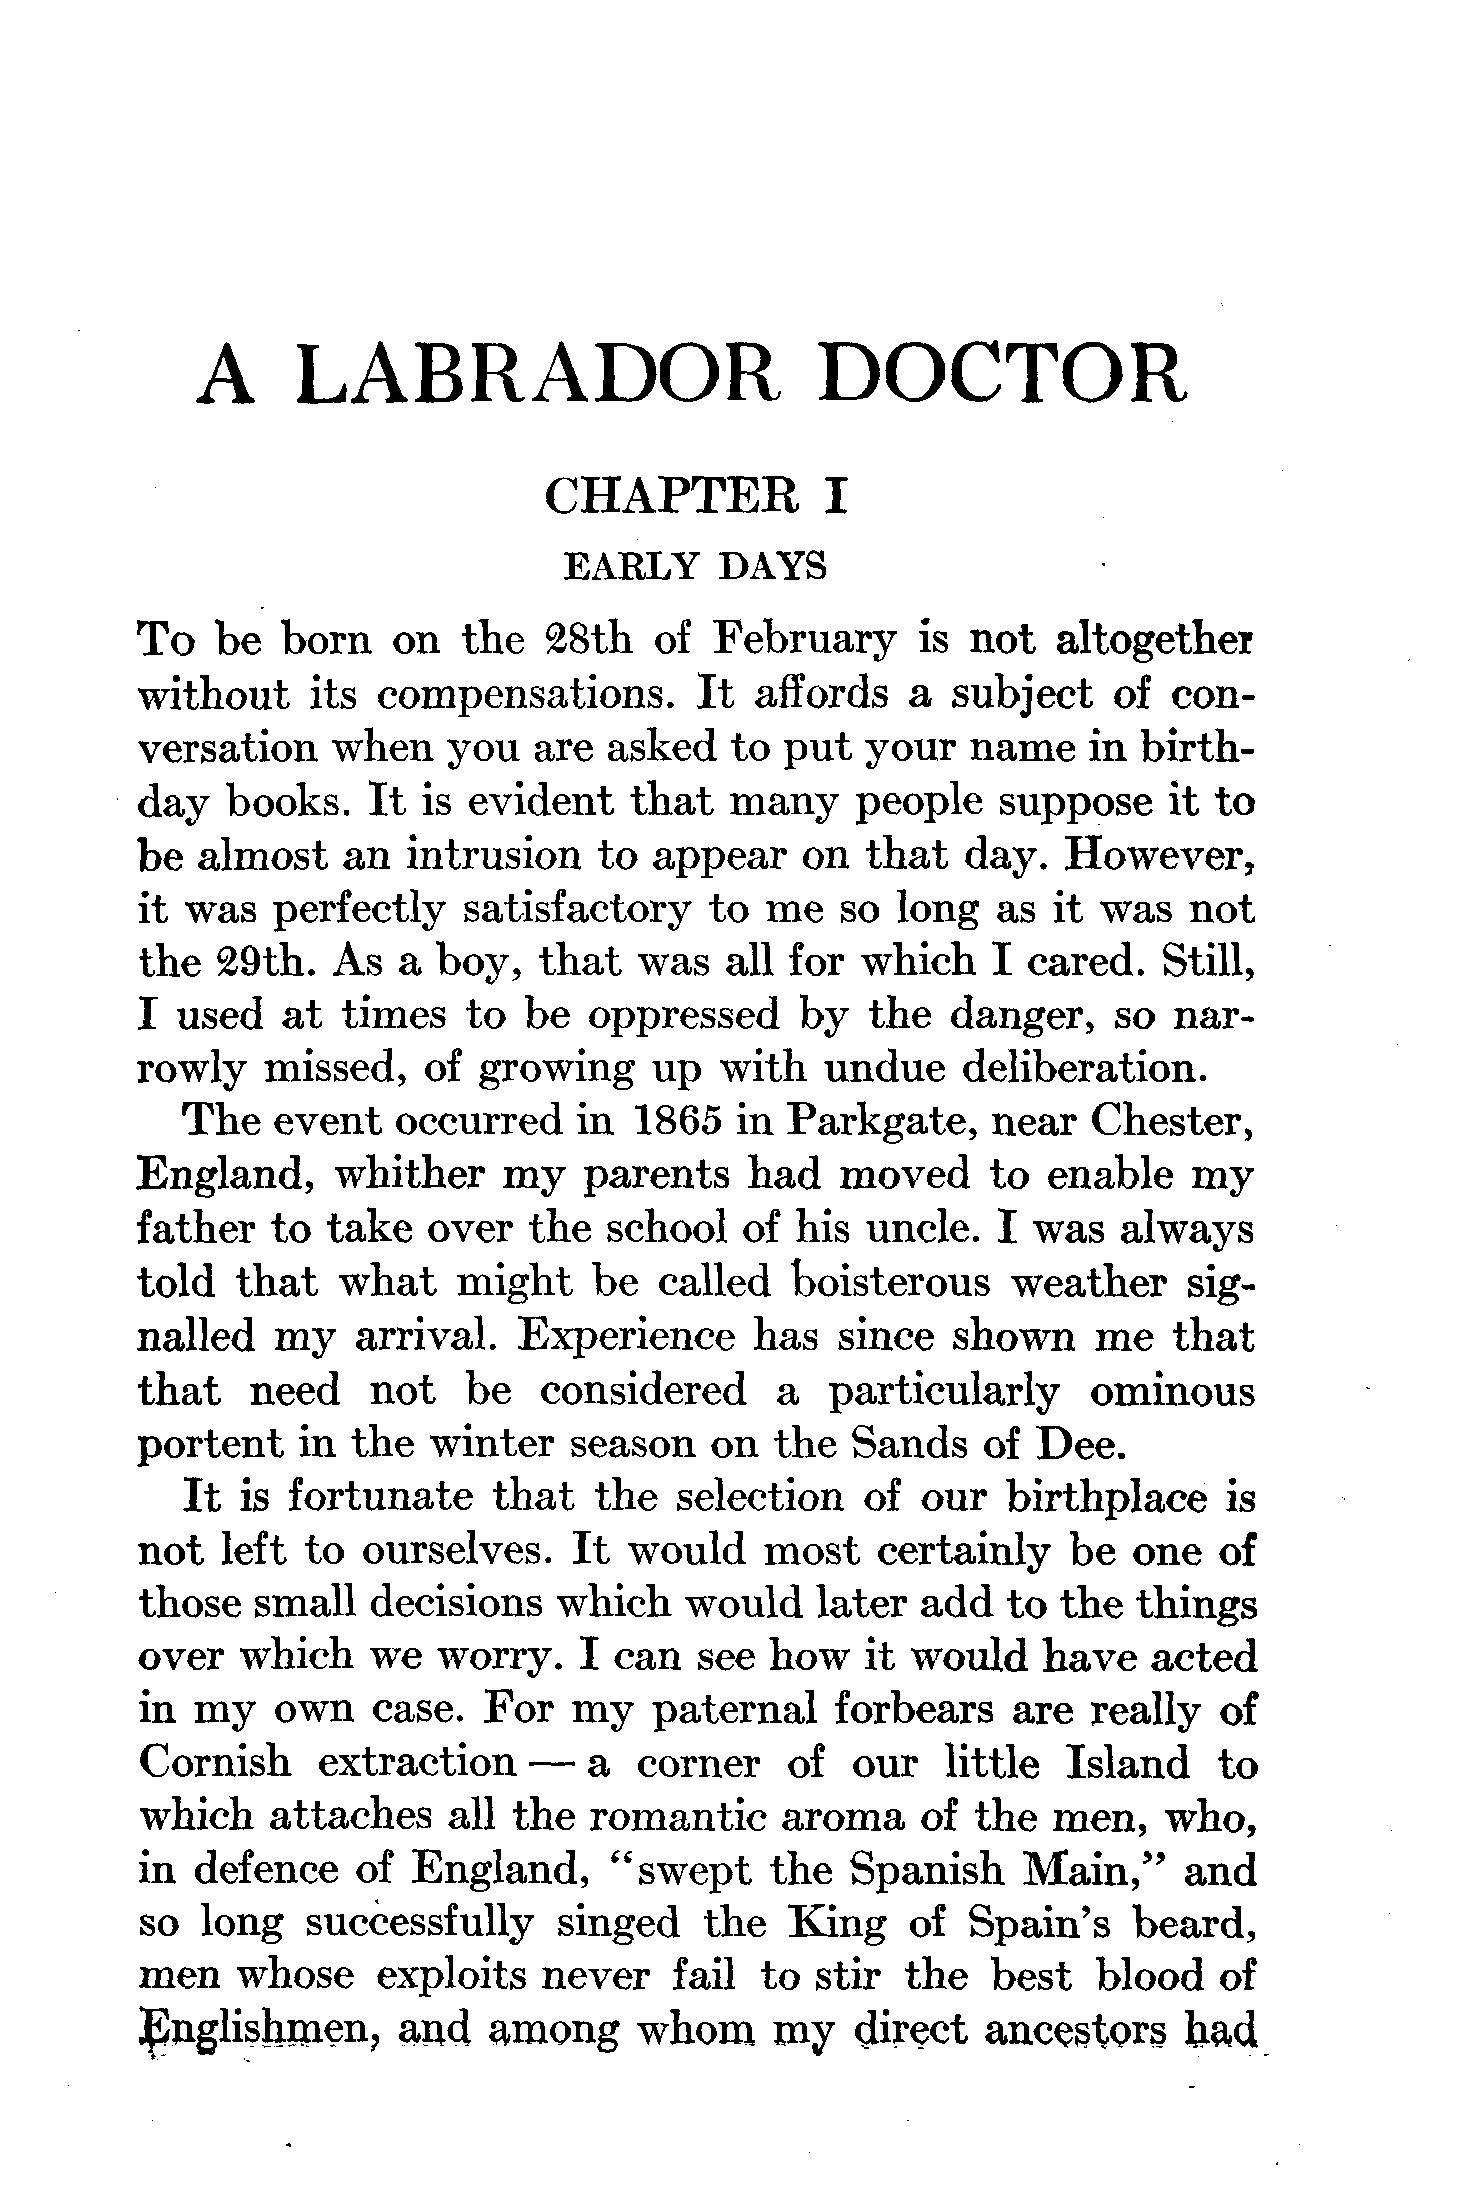 A LABRADOR DOCTOR
CHAPTER I
EARLY DAYS
To be born on the 28th of February is not altogether
without its compensations. It affords a subject of con-
versation when you are asked to put your name in birth-
day books. It is evident that many people suppose it to
be almost an intrusion to appear on that day. However,
it was perfectly satisfactory to me so long as it was not
the 29th. As a boy, that was all for which I cared. Still,
I used at times to be oppressed by the danger, so nar-
rowly missed, of growing up with undue deliberation.
The event occurred in 1865 in Parkgate, near Chester,
England, whither my parents had moved to enable my
father to take over the school of his uncle. I was always
told that what might be called boisterous weather sig-
nalled my arrival. Experience has since shown me that
that need not be considered a particularly ominous
portent in the winter season on the Sands of Dee.
It is fortunate that the selection of our birthplace is
not left to ourselves. It would most certainly be one of
those small decisions which would later add to the things
over which we worry. I can see how it would have acted
in my own case. For my paternal forbears are really of
Cornish extraction — a corner of our little Island to
which attaches all the romantic aroma of the men, who,
in defence of England, “swept the Spanish Main,” and
so long successfully singed the King of Spain's beard,
men whose exploits never fail to stir the best blood of
Englishmen, and among whom my direct ancestors had